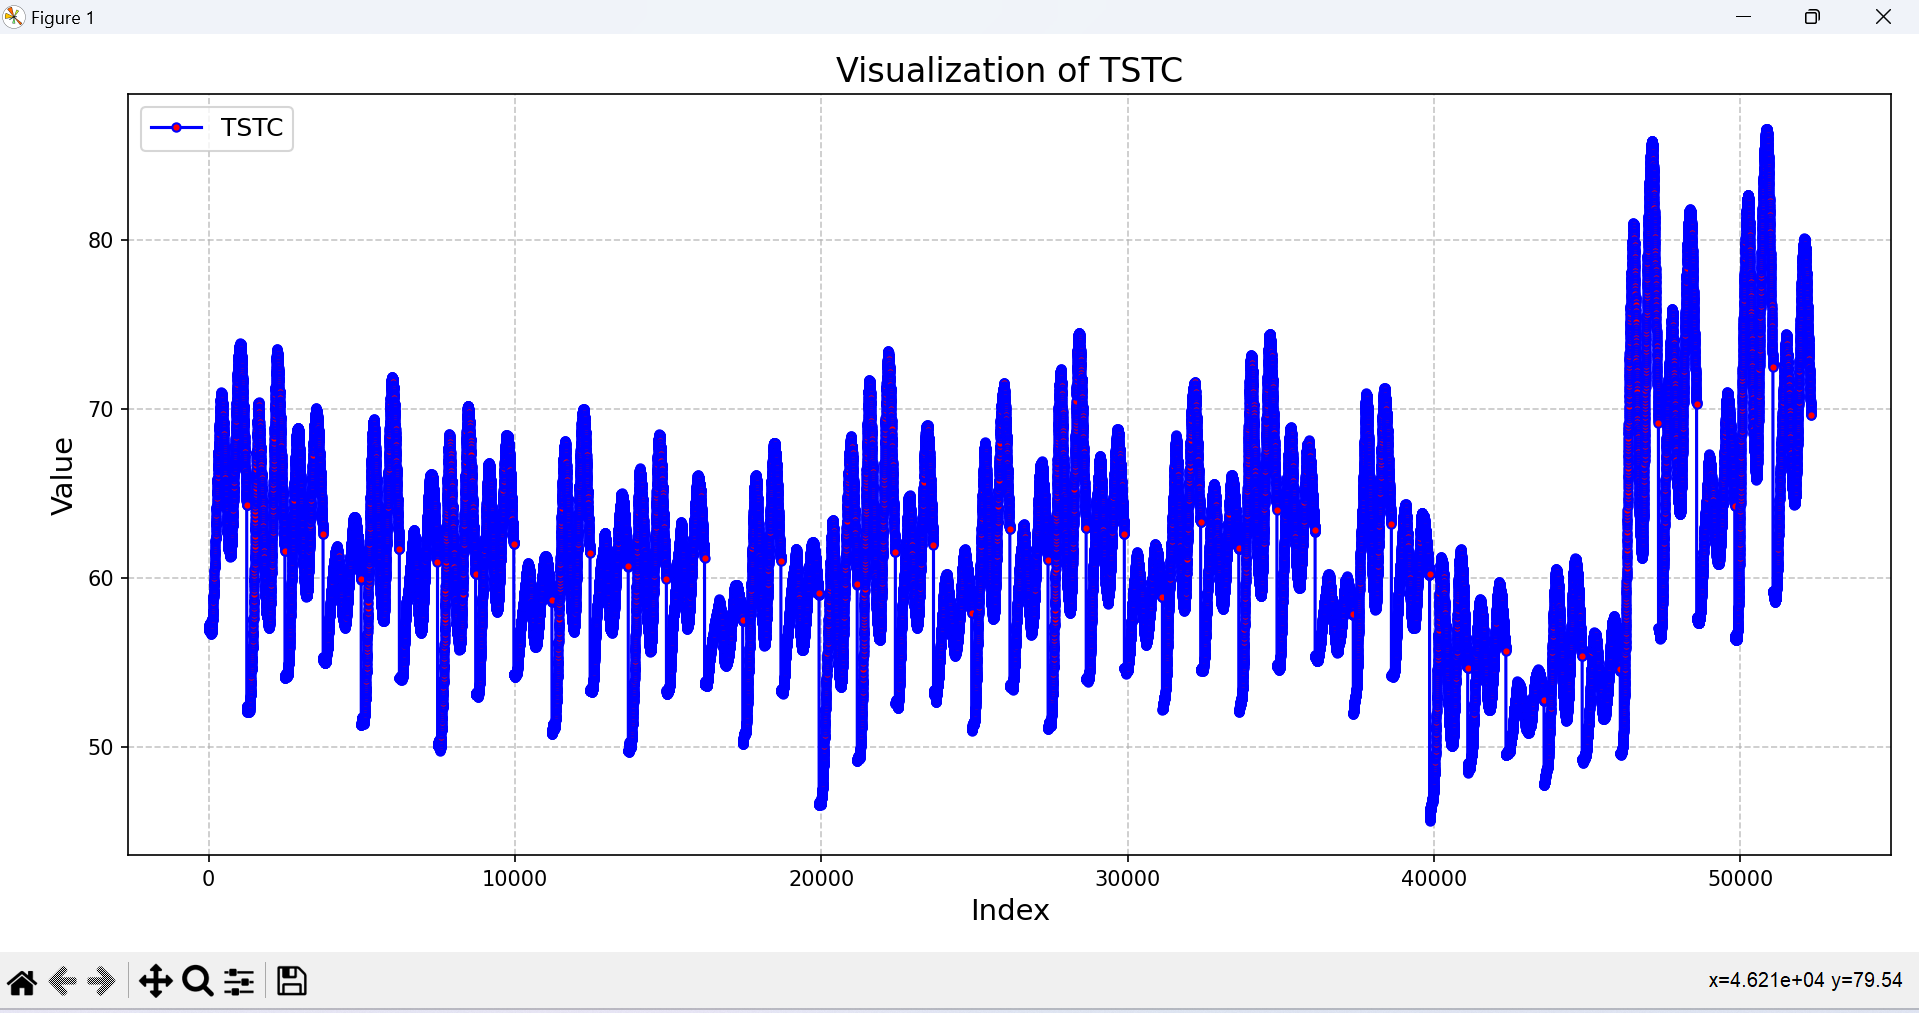 Figure 1
Visualization of TSTC
TSTC
80
70
60
50
Value
0 10000 20000 30000 40000 50000
Index
x=4.621e+04 y=79.54